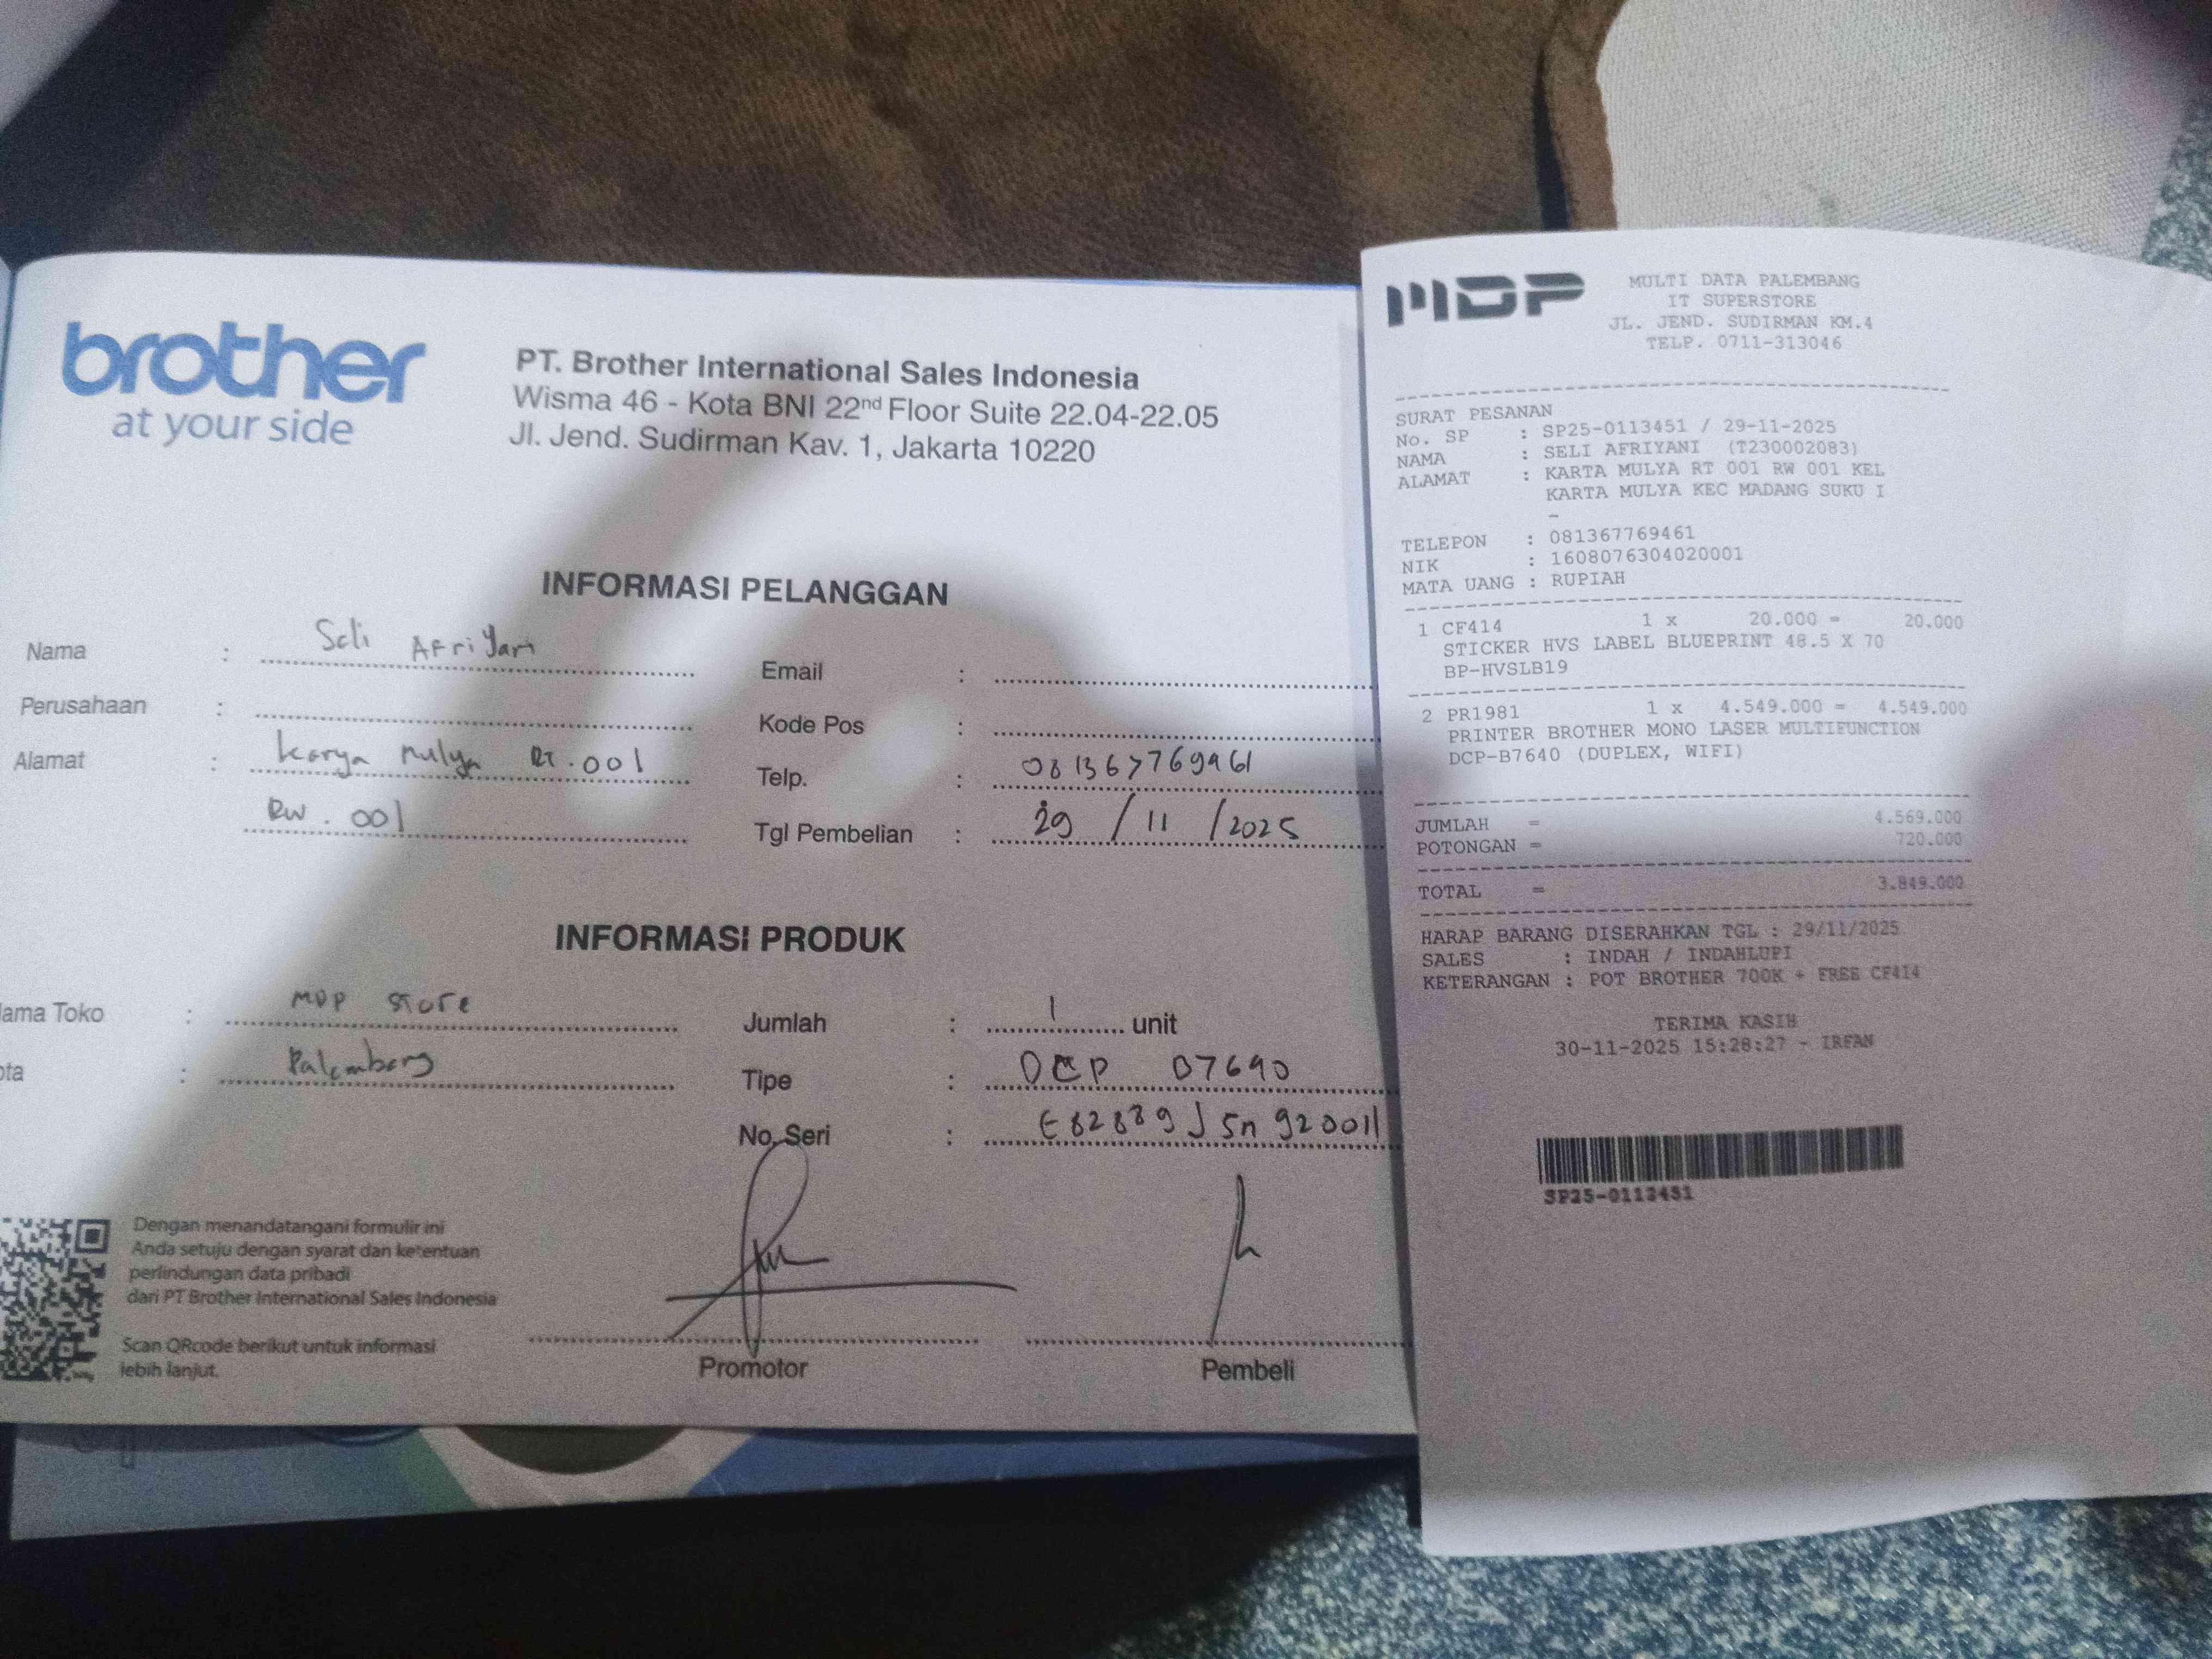 brother
at your side
PT. Brother International Sales Indonesia
Wisma 46 - Kota BNI 22nd Floor Suite 22.04-22.05
Jl. Jend. Sudirman Kav. 1, Jakarta 10220
INFORMASI PELANGGAN
Nama : Seli AFriYani
Perusahaan :
Alamat : Karya Mulya RT.001
RW.001
Email :
Kode Pos :
Telp. : 081367769461
Tgl Pembelian : 29/11/2025
INFORMASI PRODUK
ama Toko : MDP Store
ota : Palembang
Jumlah : 1 unit
Tipe : DCP B7640
No. Seri :
Dengan menandatangani formulir ini
Anda setuju dengan syarat dan ketentuan
perlindungan data pribadi
dari PT Brother International Sales Indonesia
Scan QRcode berikut untuk informasi
lebih lanjut.
Promotor
Pembeli
MDP
MULTI DATA PALEMBANG
IT SUPERSTORE
JL. JEND. SUDIRMAN KM.4
TELP. 0711-313046
SURAT PESANAN
No. SP : SP25-0113451 / 29-11-2025
NAMA : SELI AFRIYANI (T230002083)
ALAMAT : KARTA MULYA RT 001 RW 001 KEL
KARTA MULYA KEC MADANG SUKU I
-
TELEPON : 081367769461
NIK : 1608076304020001
MATA UANG : RUPIAH
1 CF414 1 x 20.000 = 20.000
STICKER HVS LABEL BLUEPRINT 48.5 X 70
BP-HVSLB19
2 PR1981 1 x 4.549.000 = 4.549.000
PRINTER BROTHER MONO LASER MULTIFUNCTION
DCP-B7640 (DUPLEX, WIFI)
JUMLAH = 4.569.000
POTONGAN = 720.000
TOTAL = 3.849.000
HARAP BARANG DISERAHKAN TGL : 29/11/2025
SALES : INDAH / INDAHLUPI
KETERANGAN : POT BROTHER 700K + FREE CF414
TERIMA KASIH
30-11-2025 15:28:27 - IRFAN
SP25-0113451